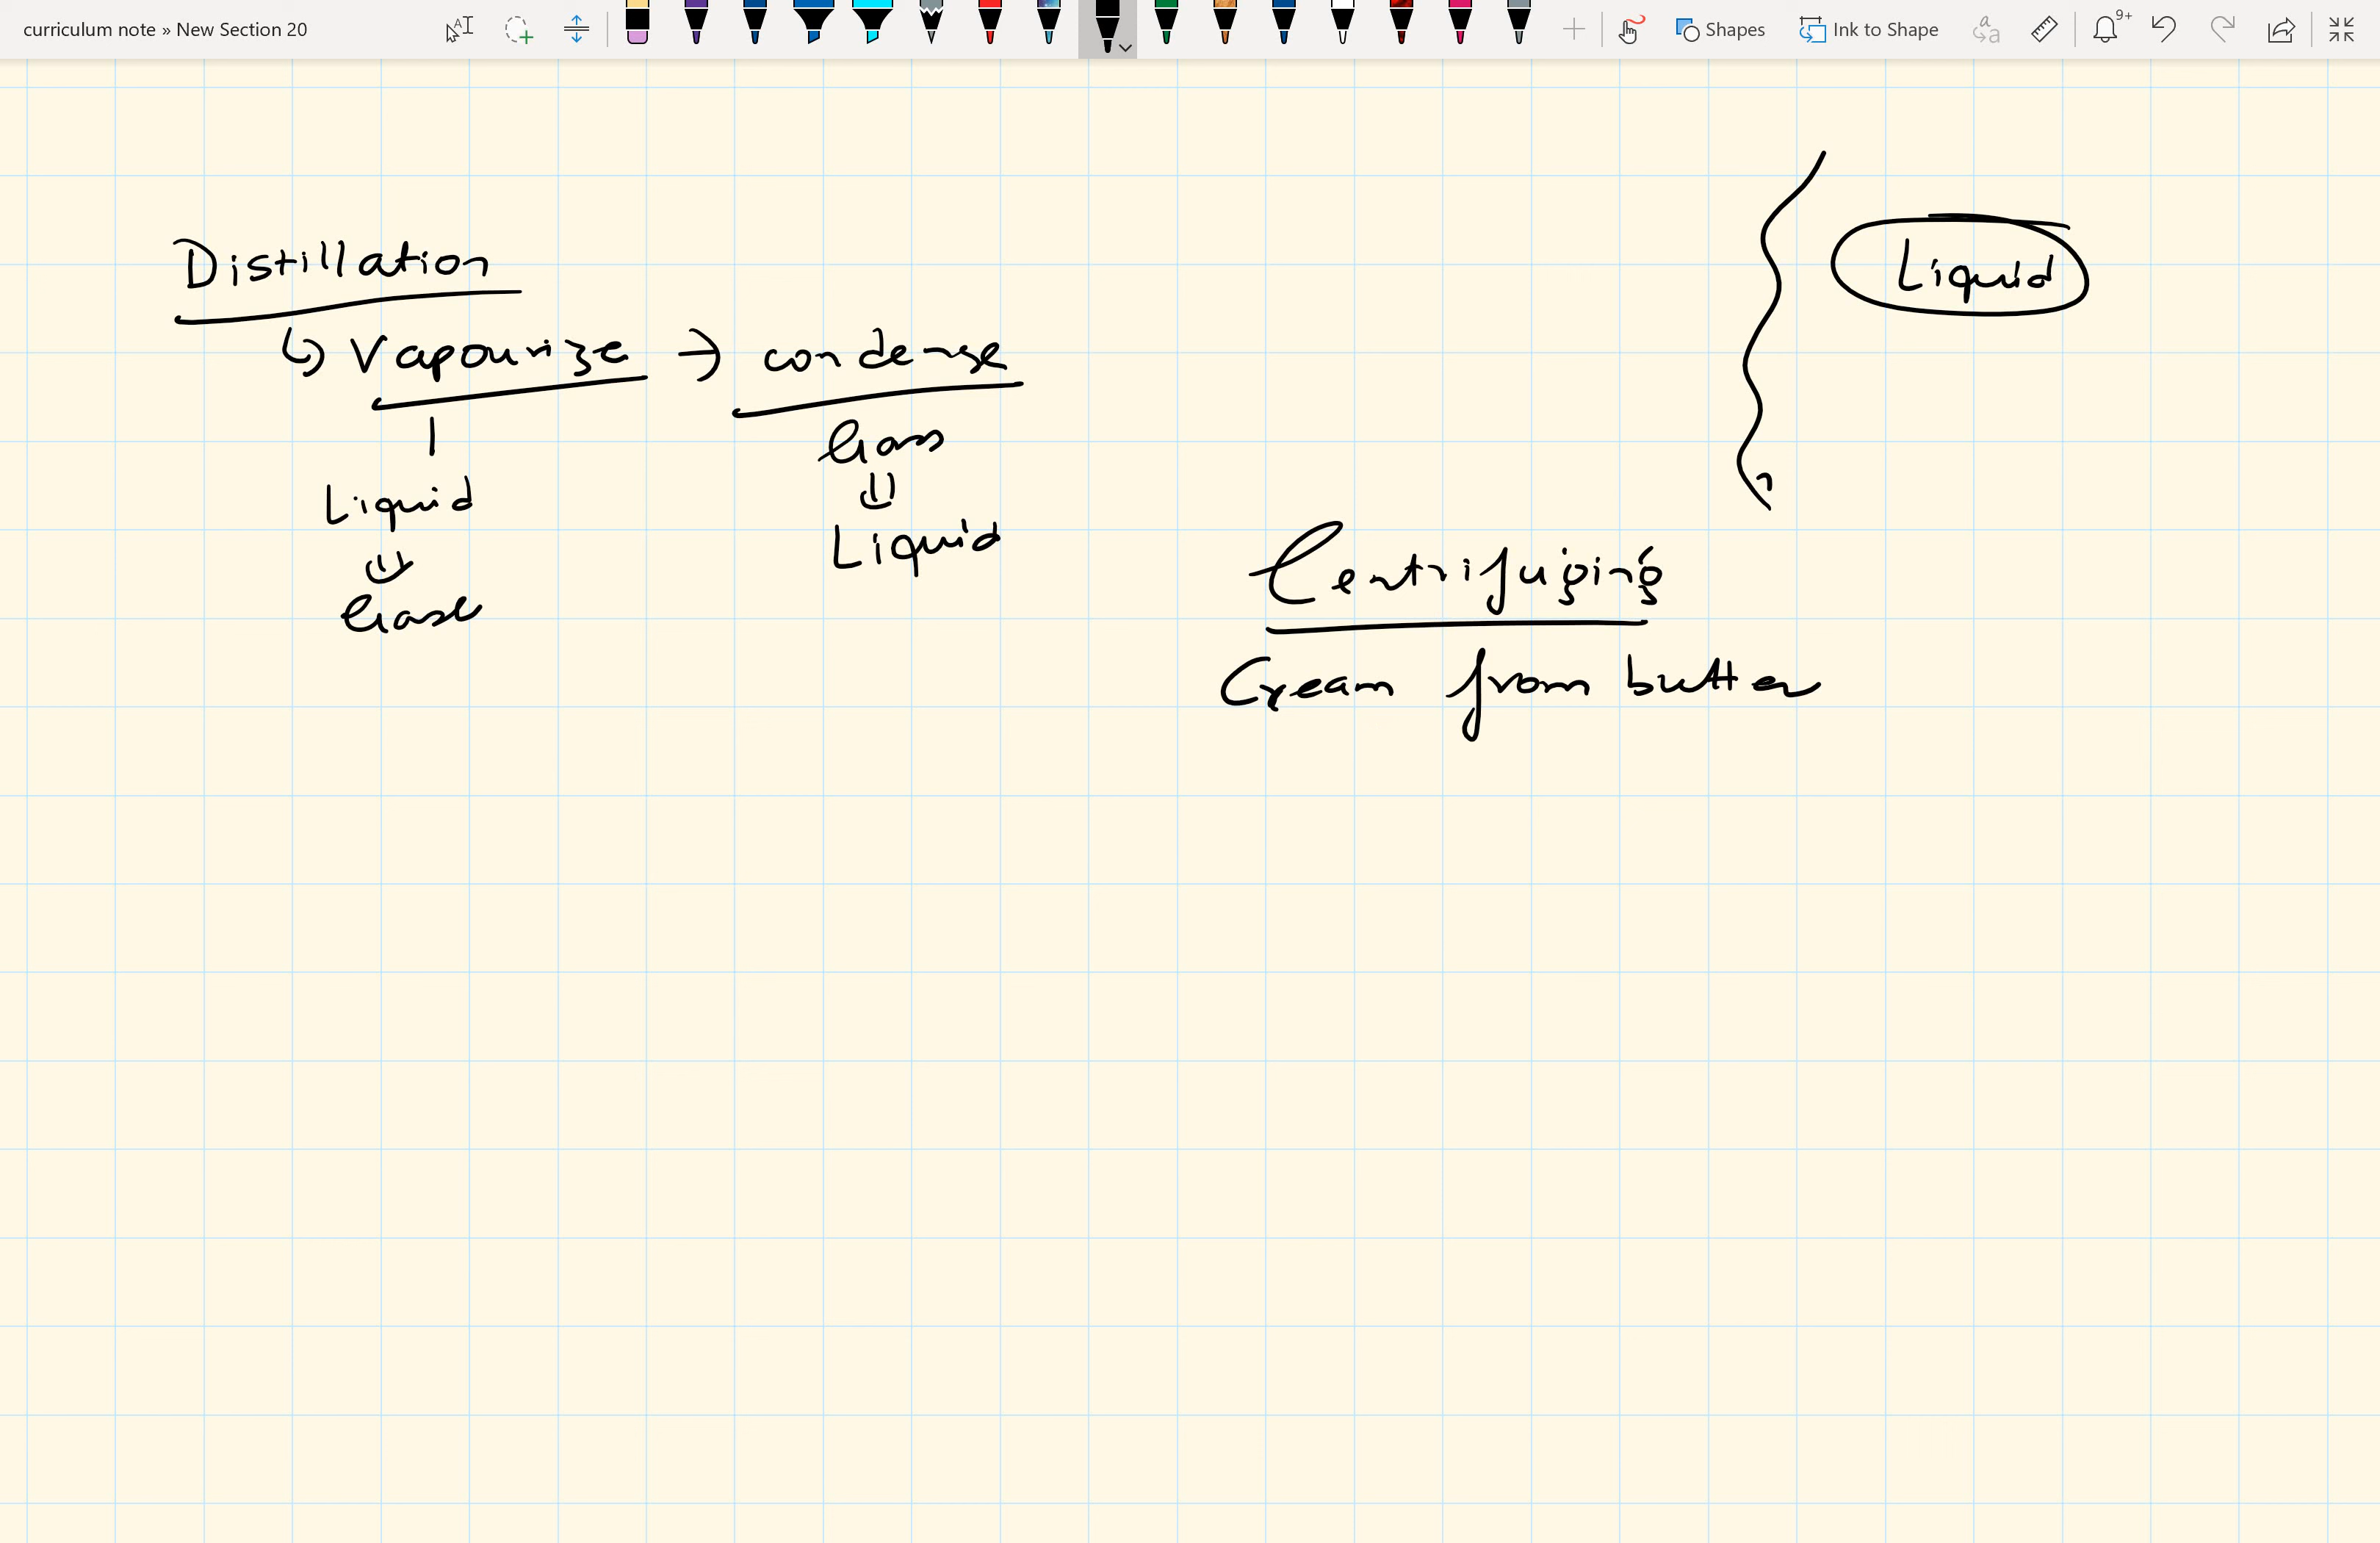 curriculum note » New Section 20
Shapes
Ink to Shape
9+
Distillation
↳ Vapourize → condense
Liquid
⇓
Gas
Gas
⇓
Liquid
Liquid
Centrifuging
Cream from butter